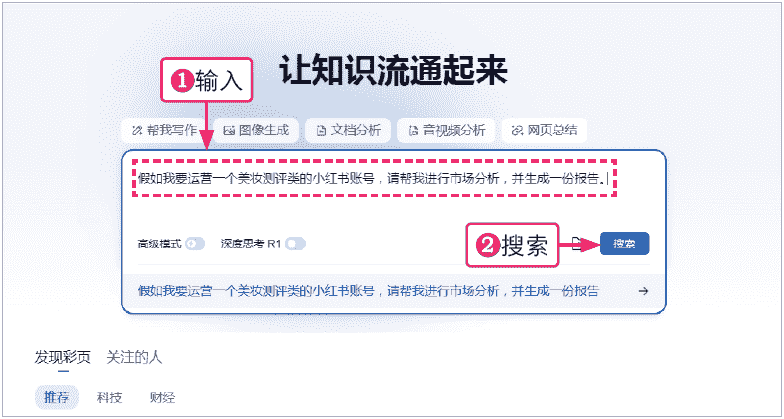 让知识流通起来
❶输入
帮我写作 图像生成 文档分析 音视频分析 网页总结
假如我要运营一个美妆测评类的小红书账号，请帮我进行市场分析，并生成一份报告。
❷搜索
高级模式 深度思考 R1 搜索
假如我要运营一个美妆测评类的小红书账号，请帮我进行市场分析，并生成一份报告
发现彩页 关注的人
推荐 科技 财经